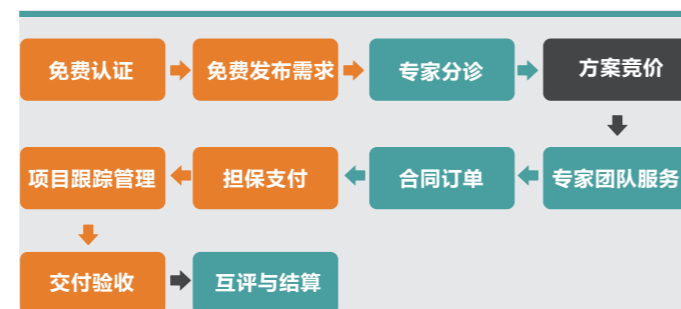 免费认证
免费发布需求
专家分诊
方案竞价
项目跟踪管理
担保支付
合同订单
专家团队服务
交付验收
互评与结算